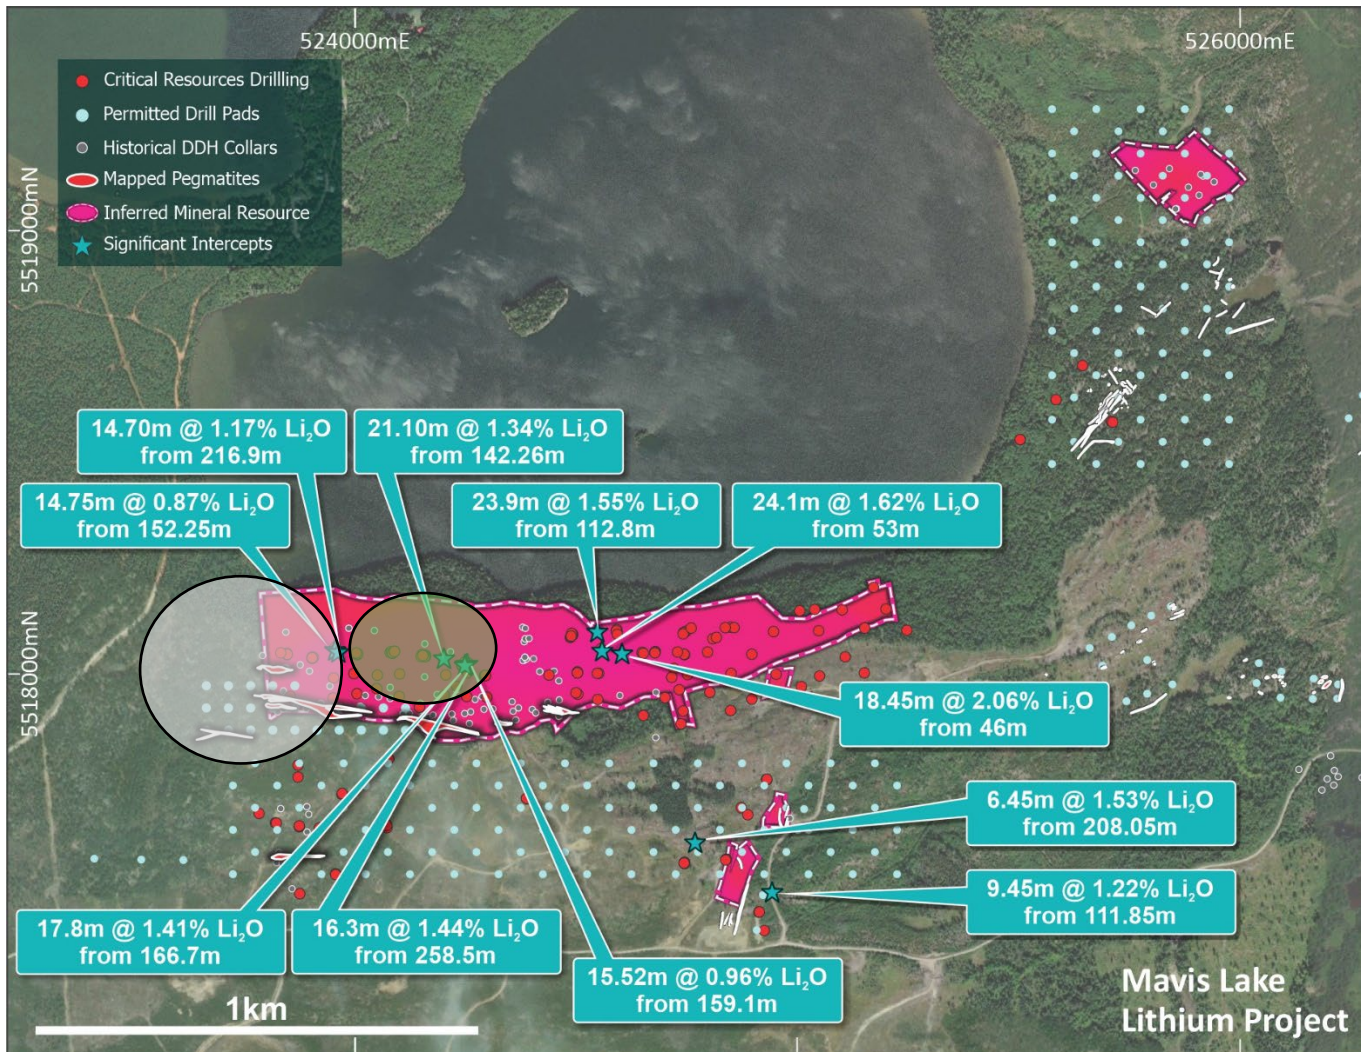 524000mE
526000mE
Critical Resources Drillling
Permitted Drill Pads
Historical DDH Collars
Mapped Pegmatites
Inferred Mineral Resource
Significant Intercepts
5519000mN
14.70m @ 1.17% Li₂O
from 216.9m
21.10m @ 1.34% Li₂O
from 142.26m
14.75m @ 0.87% Li₂O
from 152.25m
23.9m @ 1.55% Li₂O
from 112.8m
24.1m @ 1.62% Li₂O
from 53m
5518000mN
18.45m @ 2.06% Li₂O
from 46m
6.45m @ 1.53% Li₂O
from 208.05m
9.45m @ 1.22% Li₂O
from 111.85m
17.8m @ 1.41% Li₂O
from 166.7m
16.3m @ 1.44% Li₂O
from 258.5m
15.52m @ 0.96% Li₂O
from 159.1m
1km
Mavis Lake
Lithium Project